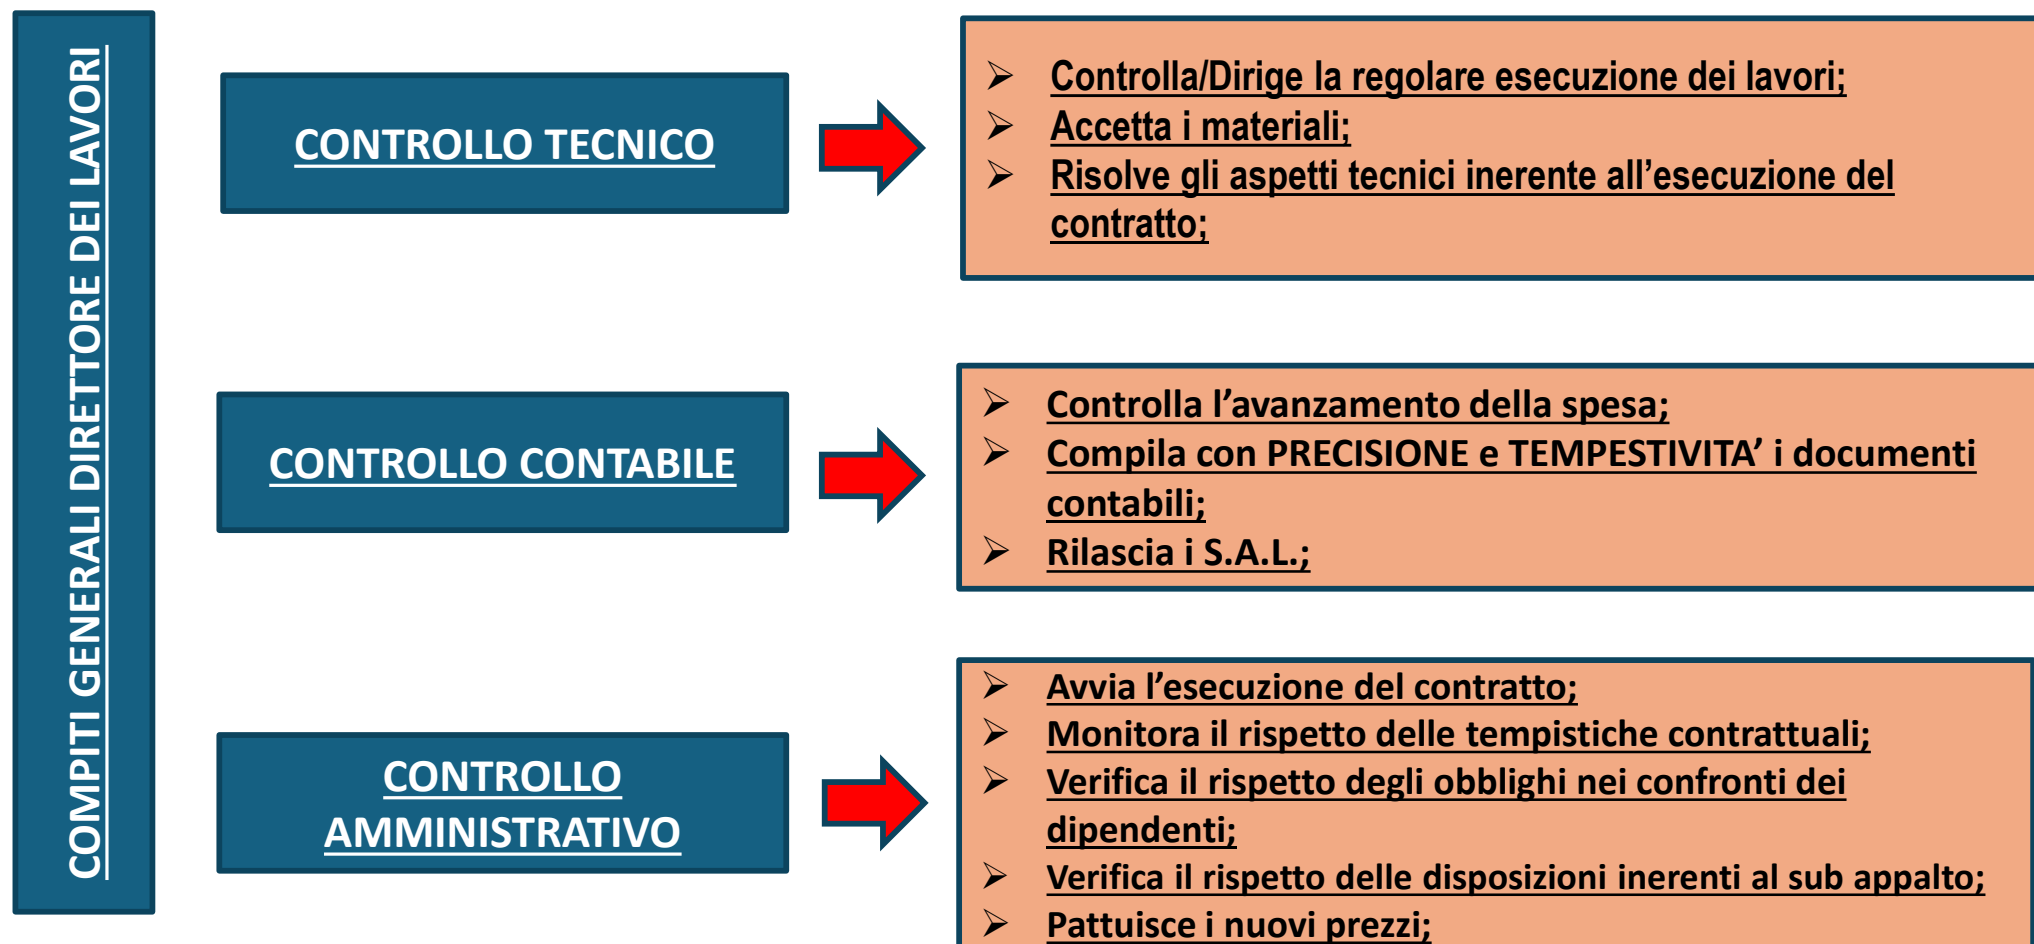 COMPITI GENERALI DIRETTORE DEI LAVORI
CONTROLLO TECNICO
➢ Controlla/Dirige la regolare esecuzione dei lavori;
➢ Accetta i materiali;
➢ Risolve gli aspetti tecnici inerente all’esecuzione del
contratto;
CONTROLLO CONTABILE
➢ Controlla l’avanzamento della spesa;
➢ Compila con PRECISIONE e TEMPESTIVITA’ i documenti
contabili;
➢ Rilascia i S.A.L.;
CONTROLLO
AMMINISTRATIVO
➢ Avvia l’esecuzione del contratto;
➢ Monitora il rispetto delle tempistiche contrattuali;
➢ Verifica il rispetto degli obblighi nei confronti dei
dipendenti;
➢ Verifica il rispetto delle disposizioni inerenti al sub appalto;
➢ Pattuisce i nuovi prezzi;